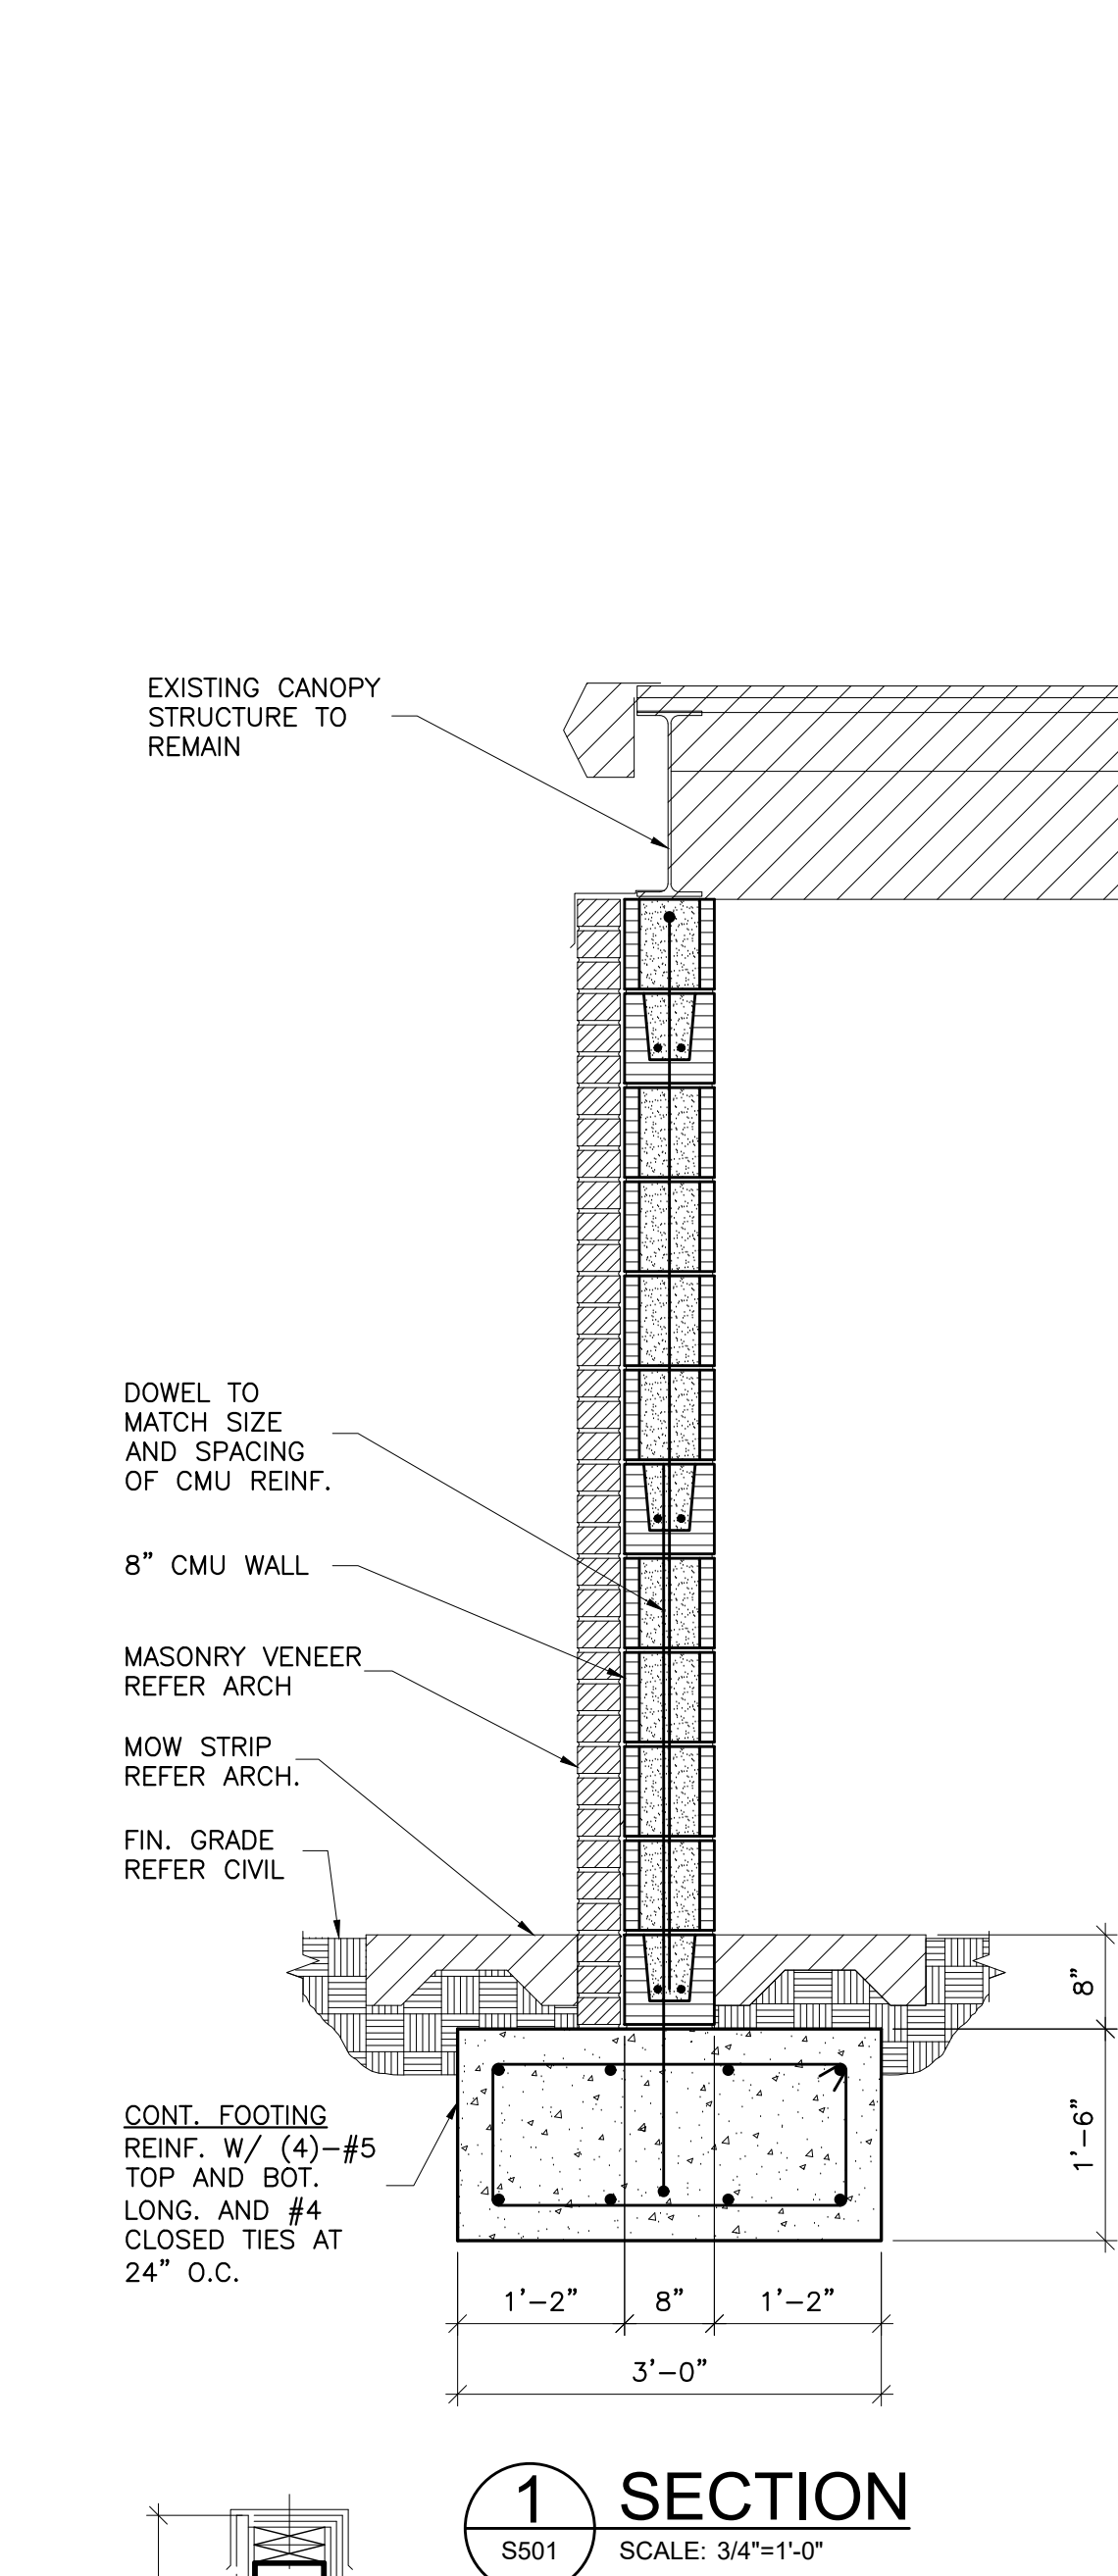 EXISTING CANOPY
STRUCTURE TO
REMAIN
DOWEL TO
MATCH SIZE
AND SPACING
OF CMU REINF.
8" CMU WALL
MASONRY VENEER
REFER ARCH
MOW STRIP
REFER ARCH.
FIN. GRADE
REFER CIVIL
8"
1'-6"
CONT. FOOTING
REINF. W/ (4)-#5
TOP AND BOT.
LONG. AND #4
CLOSED TIES AT
24" O.C.
1'-2" 8" 1'-2"
3'-0"
1 SECTION
S501 SCALE: 3/4"=1'-0"